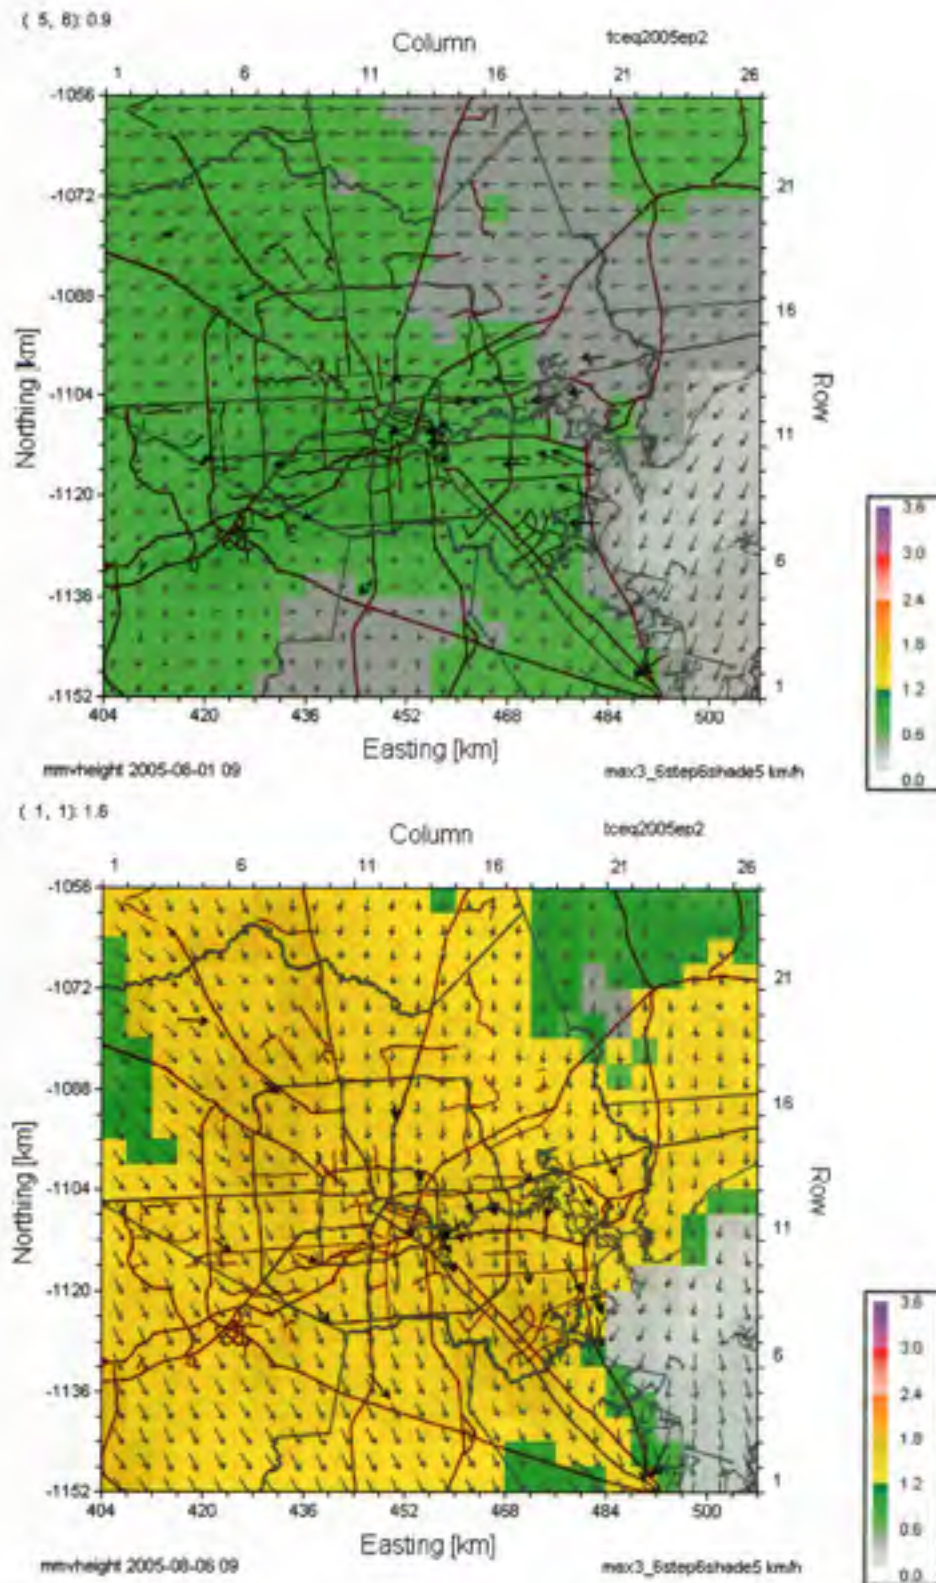 ( 5, 8): 0.9
Column
tceq2005ep2
1 6 11 16 21 26
-1056
-1072
-1088
-1104
-1120
-1136
-1152
Northing [km]
21
16
11
6
1
Row
404 420 436 452 468 484 500
Easting [km]
mmvheight 2005-08-01 09
max3_6step6shade5 km/h
3.6
3.0
2.4
1.8
1.2
0.6
0.0
( 1, 1): 1.6
Column
tceq2005ep2
1 6 11 16 21 26
-1056
-1072
-1088
-1104
-1120
-1136
-1152
Northing [km]
21
16
11
6
1
Row
404 420 436 452 468 484 500
Easting [km]
mmvheight 2005-08-06 09
max3_6step6shade5 km/h
3.6
3.0
2.4
1.8
1.2
0.6
0.0